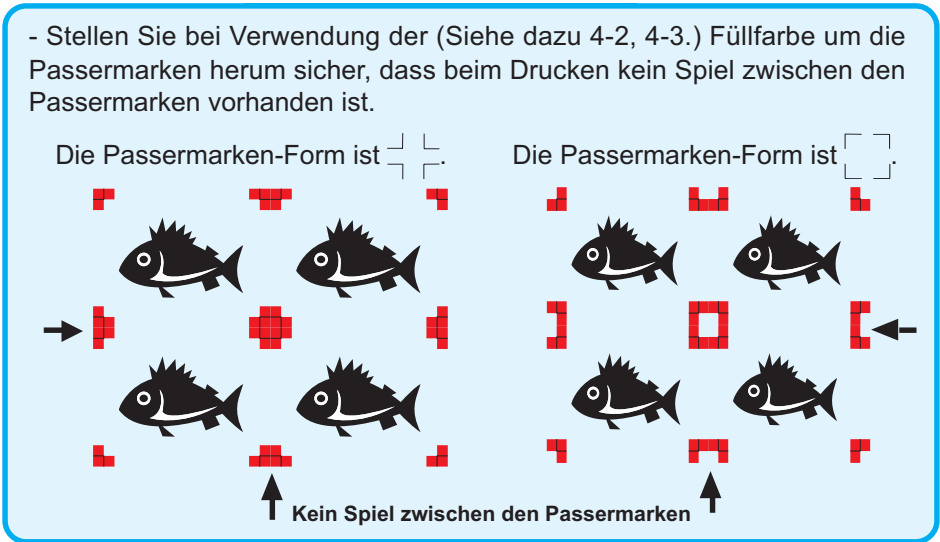 - Stellen Sie bei Verwendung der (Siehe dazu 4-2, 4-3.) Füllfarbe um die
Passermarken herum sicher, dass beim Drucken kein Spiel zwischen den
Passermarken vorhanden ist.
Die Passermarken-Form ist .
Die Passermarken-Form ist .
Kein Spiel zwischen den Passermarken